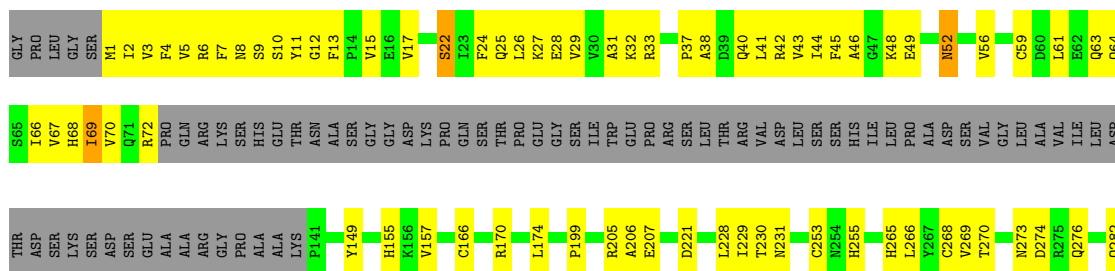 GLY PRO LEU GLY SER M1 I2 V3 F4 V5 R6 F7 N8 S9 S10 Y11 G12 F13 P14 V15 E16 V17 S22 I23 F24 Q25 L26 K27 E28 V29 V30 A31 K32 R33 P37 A38 D39 Q40 L41 R42 V43 I44 F45 A46 G47 K48 E49 N52 V56 C59 D60 L61 E62 Q63
S65 I66 V67 H68 I69 V70 Q71 R72 PRO GLN ARG LYS SER HIS GLU THR ASN ALA SER GLY GLY ASP LYS PRO GLN SER THR PRO GLU GLY SER ILE TRP GLU PRO ARG SER LEU THR ARG VAL ASP LEU SER SER HIS ILE LEU PRO ALA ASP SER VAL GLY LEU ALA VAL ILE LEU
THR ASP SER LYS SER ASP SER GLU ALA ALA ARG GLY PRO ALA ALA LYS P141 Y149 H155 K156 V157 C166 R170 L174 P199 R205 A206 E207 D221 L228 I229 T230 N231 C253 N254 H255 H265 L266 Y267 C268 V269 T270 N273 D274 R275 Q276